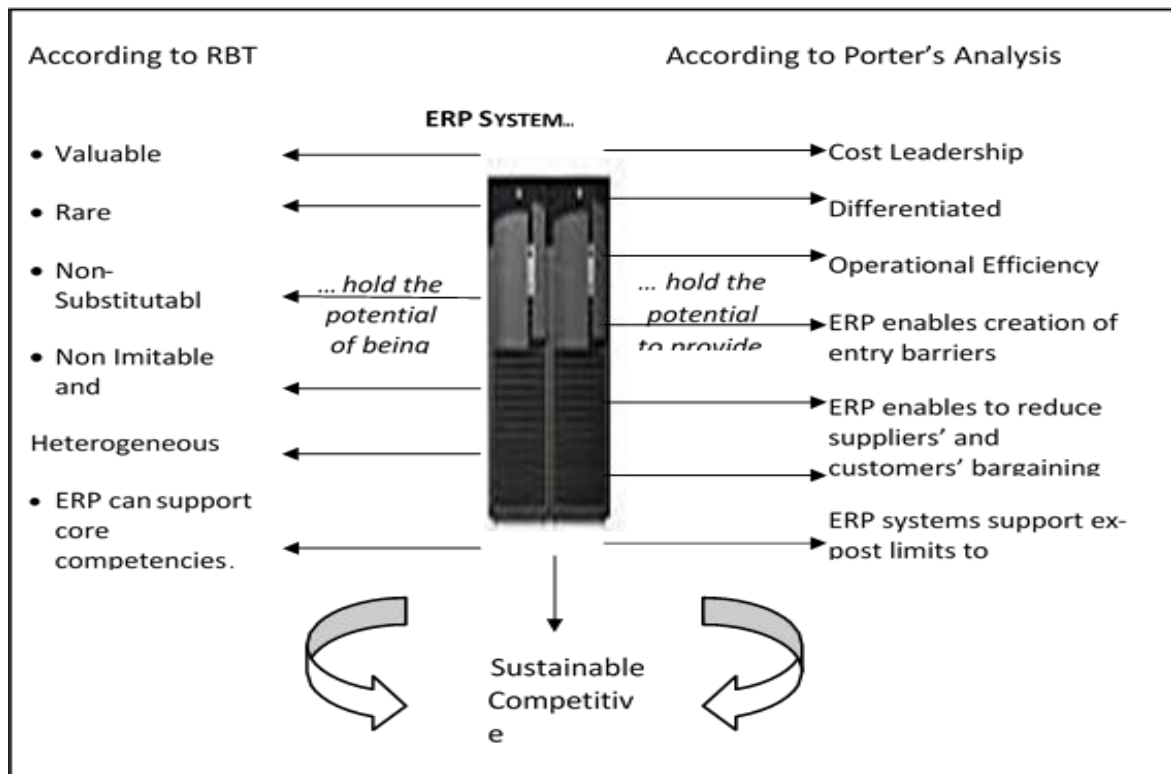 According to RBT
According to Porter's Analysis
ERP SYSTEM...
• Valuable
• Rare
• Non-
Substitutabl
• Non Imitable
and
Heterogeneous
• ERP can support
core
competencies.
... hold the
potential
of being
... hold the
potential
to provide
Cost Leadership
Differentiated
Operational Efficiency
ERP enables creation of
entry barriers
ERP enables to reduce
suppliers' and
customers' bargaining
ERP systems support ex-
post limits to
Sustainable
Competitiv
e